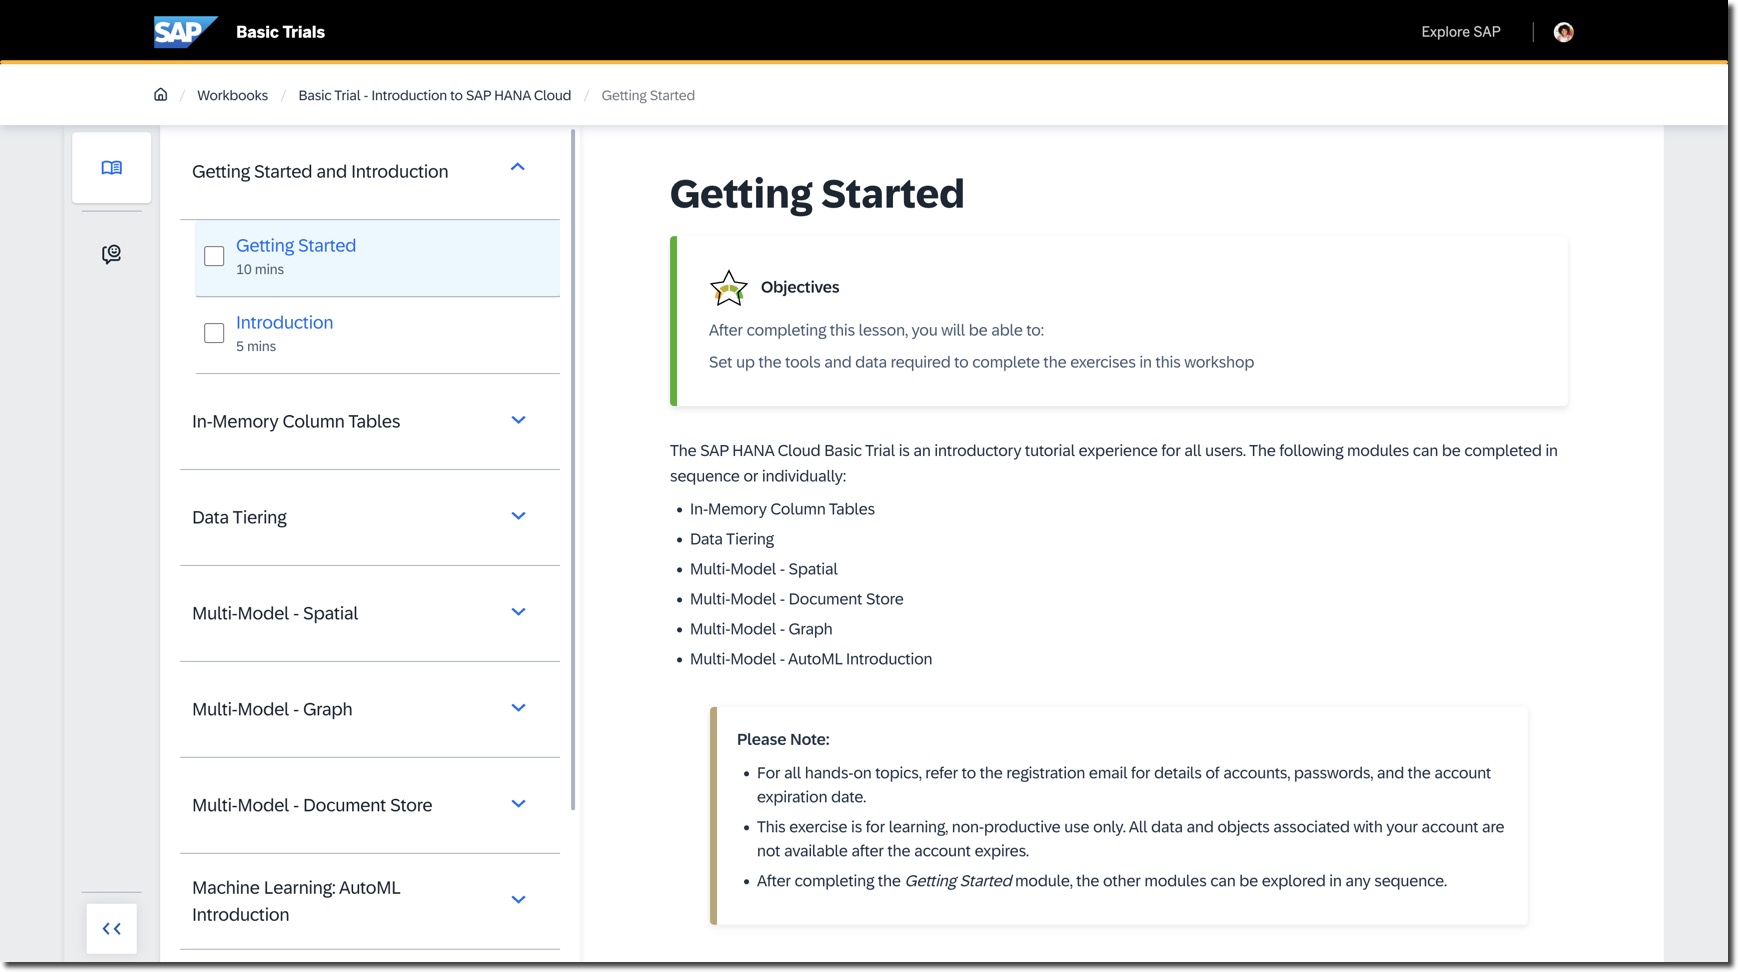 SAP Basic Trials
Explore SAP
/ Workbooks / Basic Trial - Introduction to SAP HANA Cloud / Getting Started
Getting Started and Introduction
Getting Started
10 mins
Introduction
5 mins
In-Memory Column Tables
Data Tiering
Multi-Model - Spatial
Multi-Model - Graph
Multi-Model - Document Store
Machine Learning: AutoML
Introduction
Getting Started
Objectives
After completing this lesson, you will be able to:
Set up the tools and data required to complete the exercises in this workshop
The SAP HANA Cloud Basic Trial is an introductory tutorial experience for all users. The following modules can be completed in
sequence or individually:
• In-Memory Column Tables
• Data Tiering
• Multi-Model - Spatial
• Multi-Model - Document Store
• Multi-Model - Graph
• Multi-Model - AutoML Introduction
Please Note:
• For all hands-on topics, refer to the registration email for details of accounts, passwords, and the account
expiration date.
• This exercise is for learning, non-productive use only. All data and objects associated with your account are
not available after the account expires.
• After completing the Getting Started module, the other modules can be explored in any sequence.